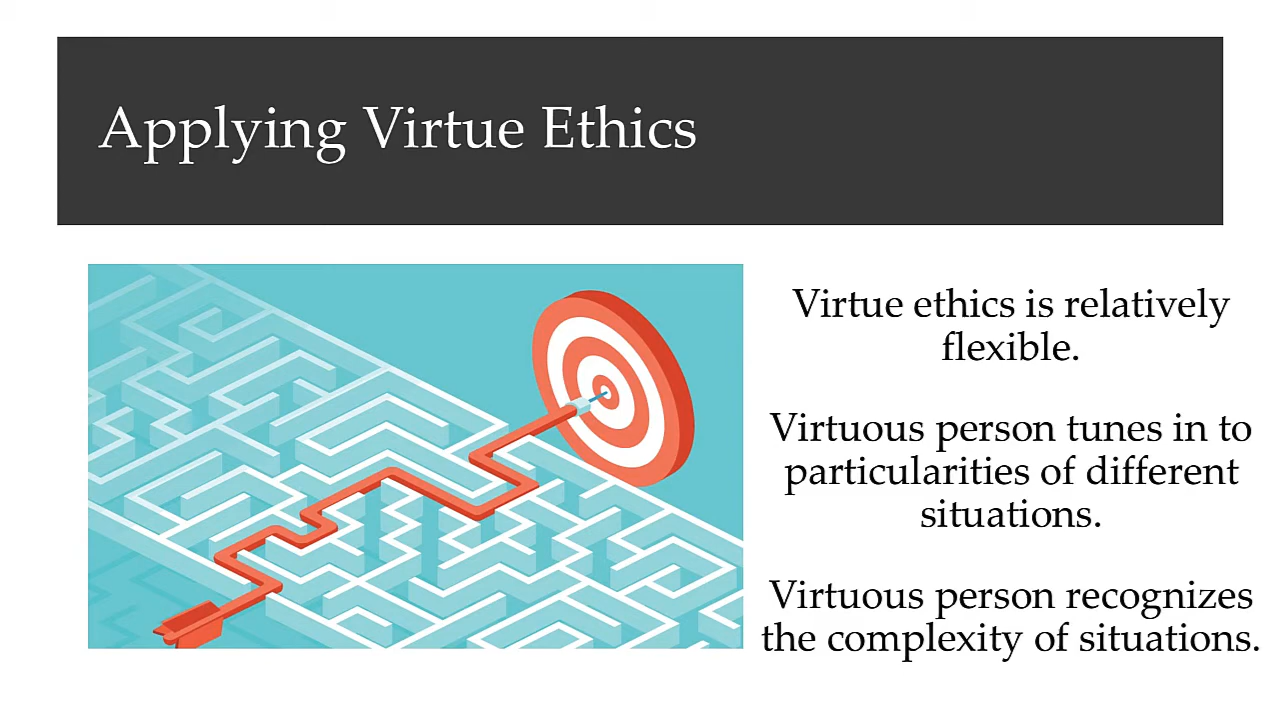 Applying Virtue Ethics
Virtue ethics is relatively
flexible.
Virtuous person tunes in to
particularities of different
situations.
Virtuous person recognizes
the complexity of situations.